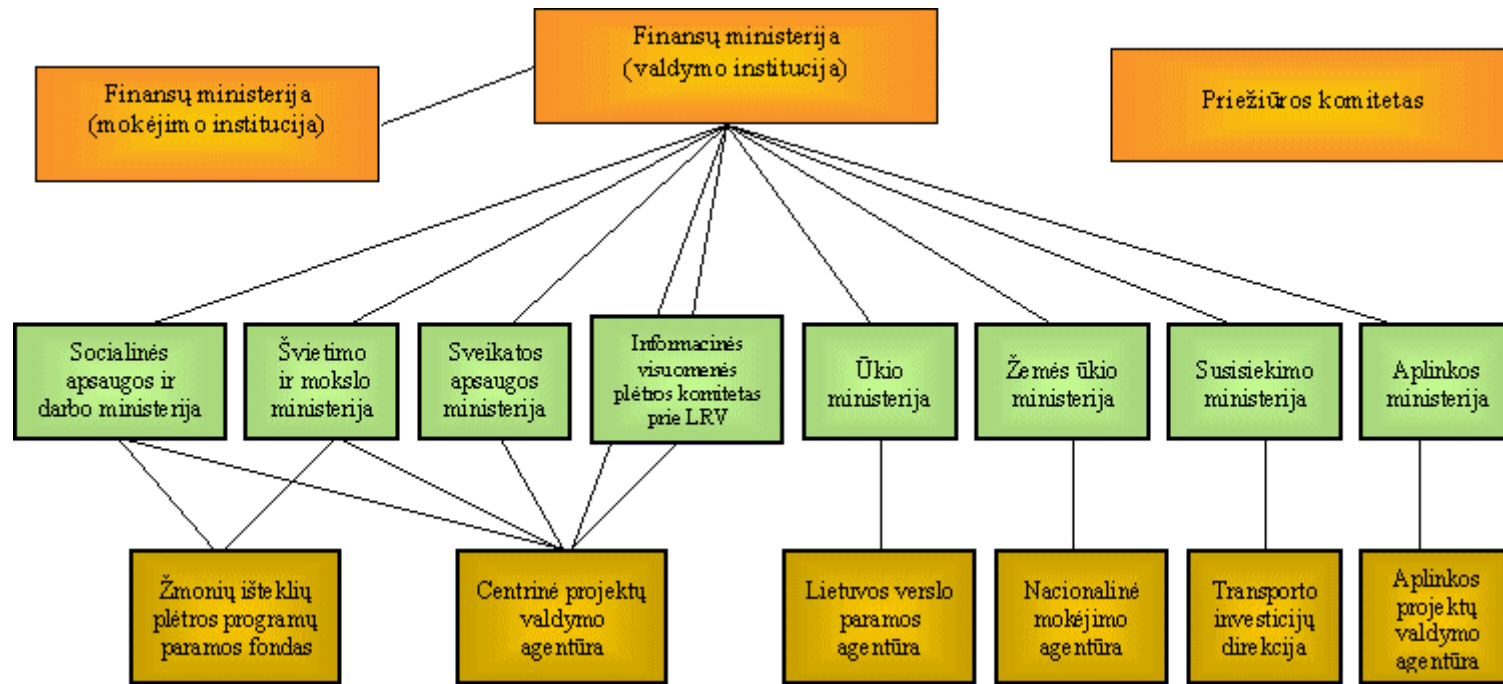 Finansų ministerija
(valdymo institucija)
Finansų ministerija
(mokėjimo institucija)
Priežiūros komitetas
Socialinės
apsaugos ir
darbo ministerija
Švietimo
ir mokslo
ministerija
Sveikatos
apsaugos
ministerija
Informacinės
visuomenės
plėtros komitetas
prie LRV
Ūkio
ministerija
Žemės ūkio
ministerija
Susisiekimo
ministerija
Aplinkos
ministerija
Žmonių išteklių
plėtros programų
paramos fondas
Centrinė projektų
valdymo
agentūra
Lietuvos verslo
paramos
agentūra
Nacionalinė
mokėjimo
agentūra
Transporto
investicijų
direkcija
Aplinkos
projektų
valdymo
agentūra